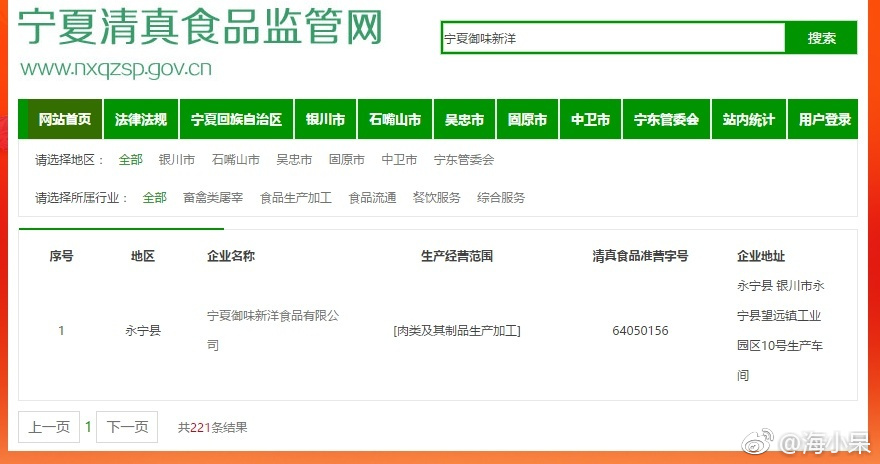 宁夏清真食品监管网
www.nxqzsp.gov.cn
宁夏御味新洋 搜索
网站首页 法律法规 宁夏回族自治区 银川市 石嘴山市 吴忠市 固原市 中卫市 宁东管委会 站内统计 用户登录
请选择地区： 全部 银川市 石嘴山市 吴忠市 固原市 中卫市 宁东管委会
请选择所属行业： 全部 畜禽类屠宰 食品生产加工 食品流通 餐饮服务 综合服务
序号 地区 企业名称 生产经营范围 清真食品准营字号 企业地址
1 永宁县
宁夏御味新洋食品有限公
司
[肉类及其制品生产加工] 64050156
永宁县 银川市永
宁县望远镇工业
园区10号生产车
间
上一页 1 下一页 共221条结果
@海小呆